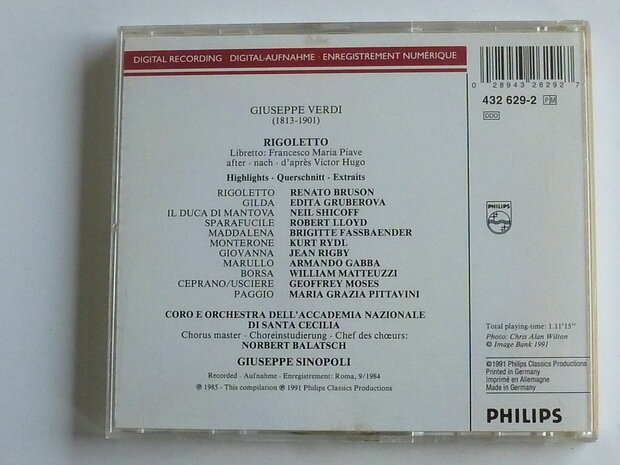 DIGITAL RECORDING · DIGITAL-AUFNAHME · ENREGISTREMENT NUMÉRIQUE
0 28943 26292 7
432 629-2 PM
DDD
GIUSEPPE VERDI
(1813-1901)
RIGOLETTO
Libretto: Francesco Maria Piave
after · nach · d'après Victor Hugo
Highlights · Querschnitt · Extraits
RIGOLETTO RENATO BRUSON
GILDA EDITA GRUBEROVA
IL DUCA DI MANTOVA NEIL SHICOFF
SPARAFUCILE ROBERT LLOYD
MADDALENA BRIGITTE FASSBAENDER
MONTERONE KURT RYDL
GIOVANNA JEAN RIGBY
MARULLO ARMANDO GABBA
BORSA WILLIAM MATTEUZZI
CEPRANO/USCIERE GEOFFREY MOSES
PAGGIO MARIA GRAZIA PITTAVINI
CORO E ORCHESTRA DELL'ACCADEMIA NAZIONALE
DI SANTA CECILIA
Chorus master · Choreinstudierung · Chef des chœurs:
NORBERT BALATSCH
GIUSEPPE SINOPOLI
Recorded · Aufnahme · Enregistrement: Roma, 9/1984
℗ 1985 - This compilation ℗ 1991 Philips Classics Productions
PHILIPS
Total playing-time: 1.11'15"
Photo: Chris Alan Wilton
© Image Bank 1991
©1991 Philips Classics Productions
Printed in Germany
Imprimé en Allemagne
Made in Germany
PHILIPS